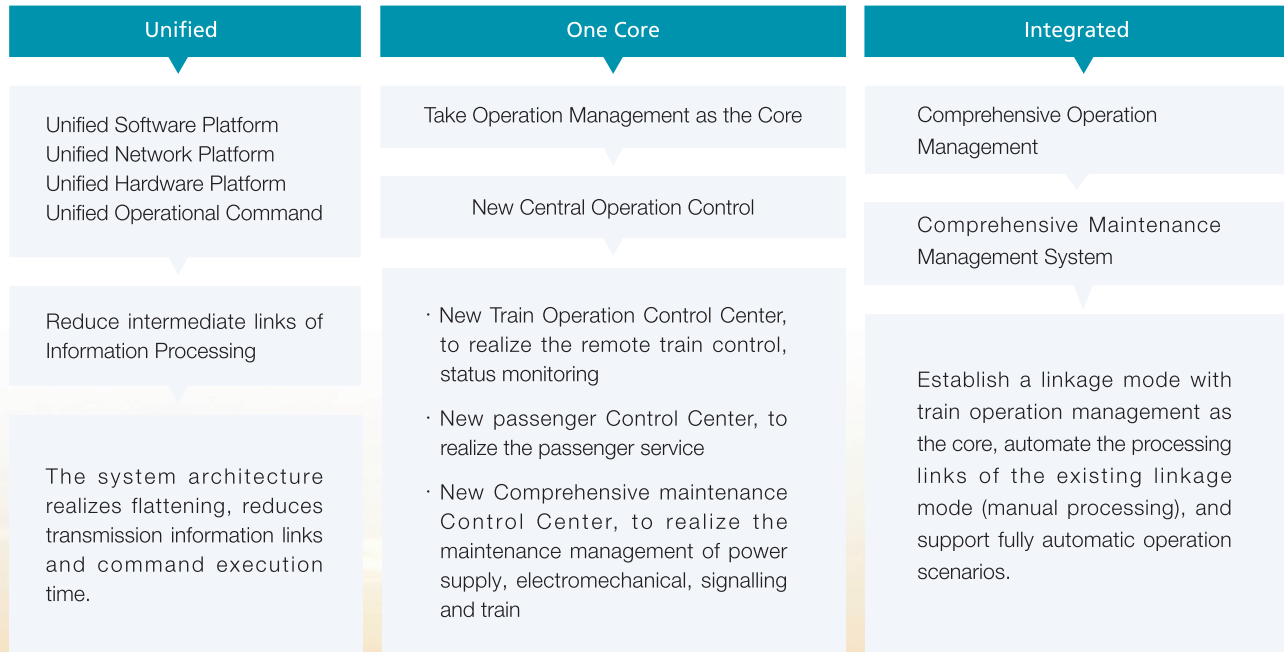 Unified
Unified Software Platform
Unified Network Platform
Unified Hardware Platform
Unified Operational Command
Reduce intermediate links of
Information Processing
The system architecture
realizes flattening, reduces
transmission information links
and command execution
time.
One Core
Take Operation Management as the Core
New Central Operation Control
· New Train Operation Control Center,
to realize the remote train control,
status monitoring
· New passenger Control Center, to
realize the passenger service
· New Comprehensive maintenance
Control Center, to realize the
maintenance management of power
supply, electromechanical, signalling
and train
Integrated
Comprehensive Operation
Management
Comprehensive Maintenance
Management System
Establish a linkage mode with
train operation management as
the core, automate the processing
links of the existing linkage
mode (manual processing), and
support fully automatic operation
scenarios.